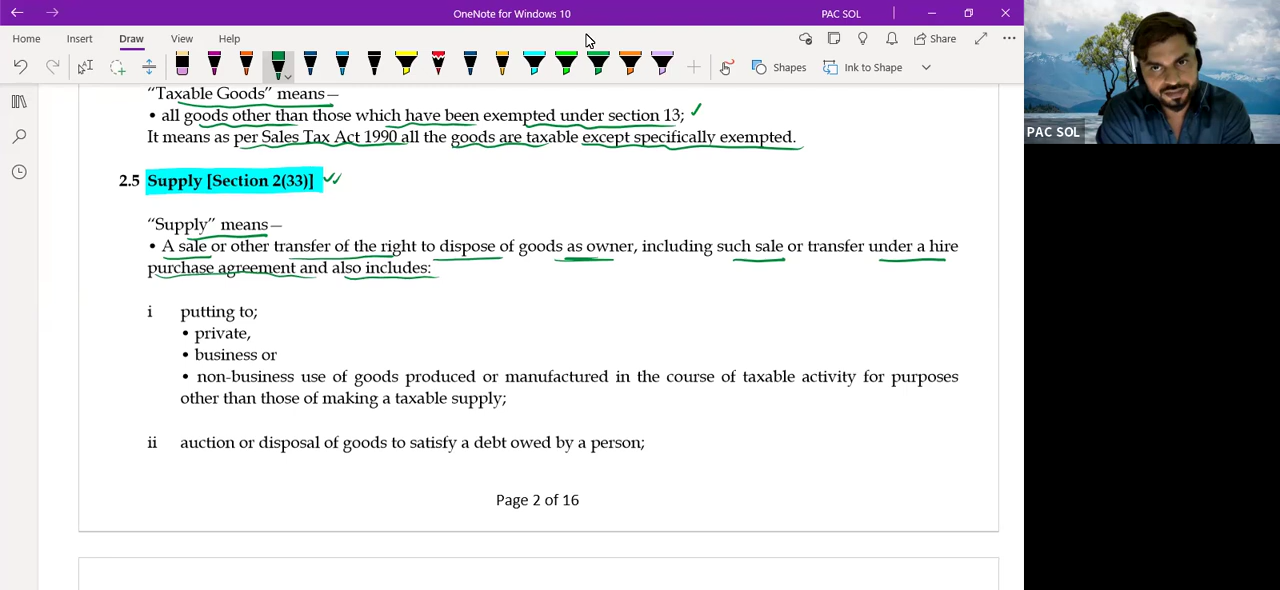 OneNote for Windows 10
PAC SOL
Home Insert Draw View Help
Share
Shapes
Ink to Shape
PAC SOL
“Taxable Goods” means—
• all goods other than those which have been exempted under section 13;
It means as per Sales Tax Act 1990 all the goods are taxable except specifically exempted.
2.5 Supply [Section 2(33)]
“Supply” means—
• A sale or other transfer of the right to dispose of goods as owner, including such sale or transfer under a hire
purchase agreement and also includes:
i putting to;
• private,
• business or
• non-business use of goods produced or manufactured in the course of taxable activity for purposes
other than those of making a taxable supply;
ii auction or disposal of goods to satisfy a debt owed by a person;
Page 2 of 16